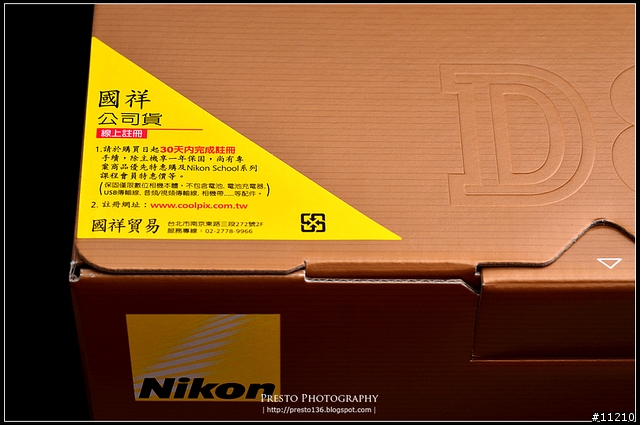 國祥
公司貨
線上註冊
1.請於購買日起30天內完成註冊
手續，除主機享一年保固，尚有專
案商品優先特惠購及Nikon School系列
課程會員特惠價等。
(保固僅限數位相機本體，不包含電池, 電池充電器,
USB傳輸線, 音頻/視頻傳輸線, 相機帶.....等配件。)
2. 註冊網址：www.coolpix.com.tw
國祥貿易
台北市南京東路三段272號2F
服務專線：02-2778-9966
D8
Nikon
PRESTO PHOTOGRAPHY
| http://presto136.blogspot.com |
#11210